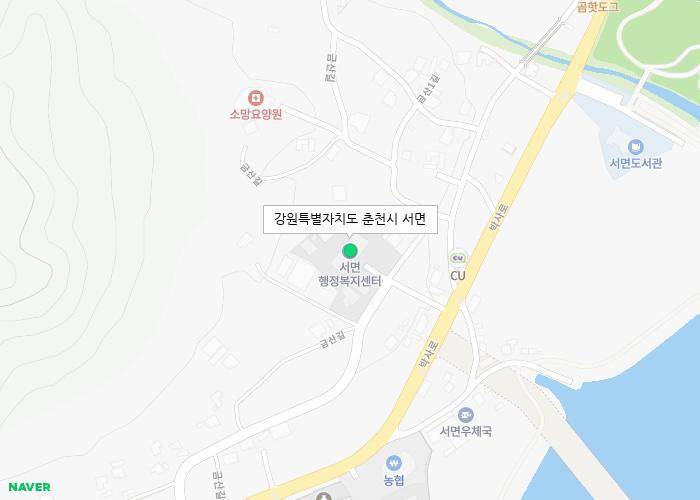 곰핫도그
금산길
금산1길
소망요양원
서면도서관
금산길
박사로
강원특별자치도 춘천시 서면
서면
행정복지센터
CU
CU
금산길
박사로
서면우체국
농협
금산길
NAVER